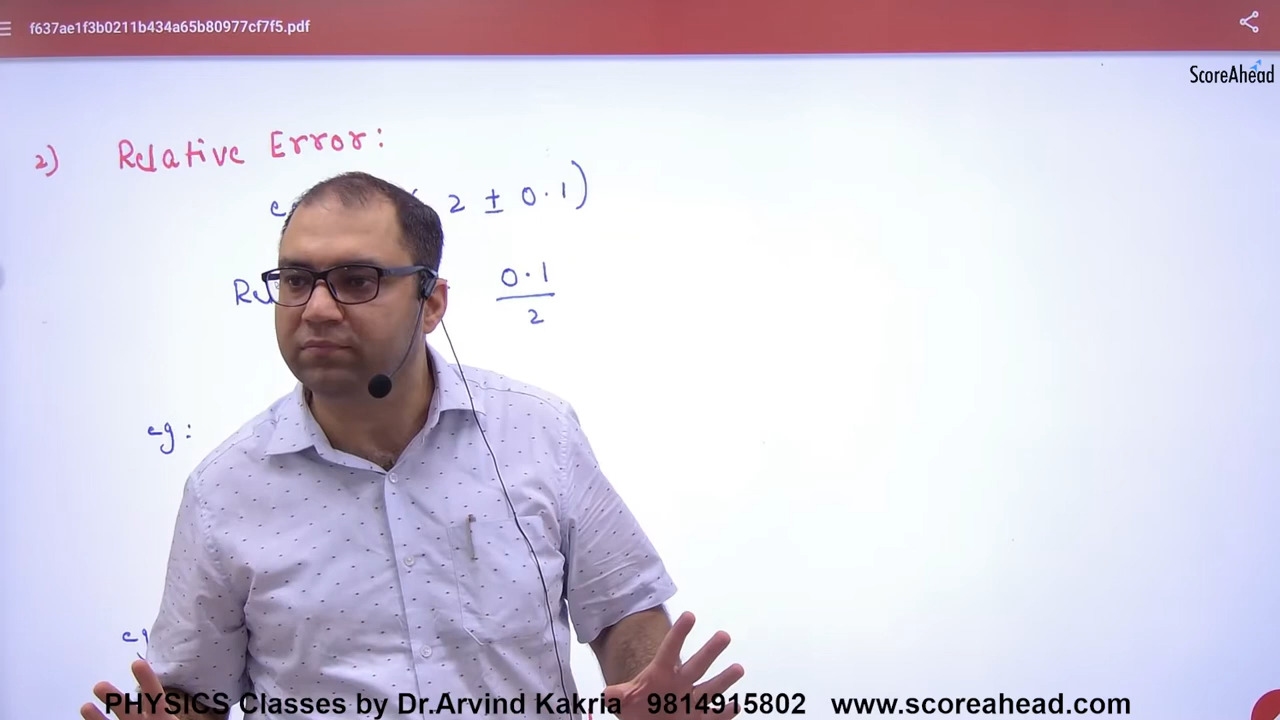 f637ae1f3b0211b434a65b80977cf7f5.pdf
ScoreAhead
2) Relative Error:
2 ± 0.1)
0.1
2
eg:
PHYSICS Classes by Dr.Arvind Kakria 9814915802 www.scoreahead.com